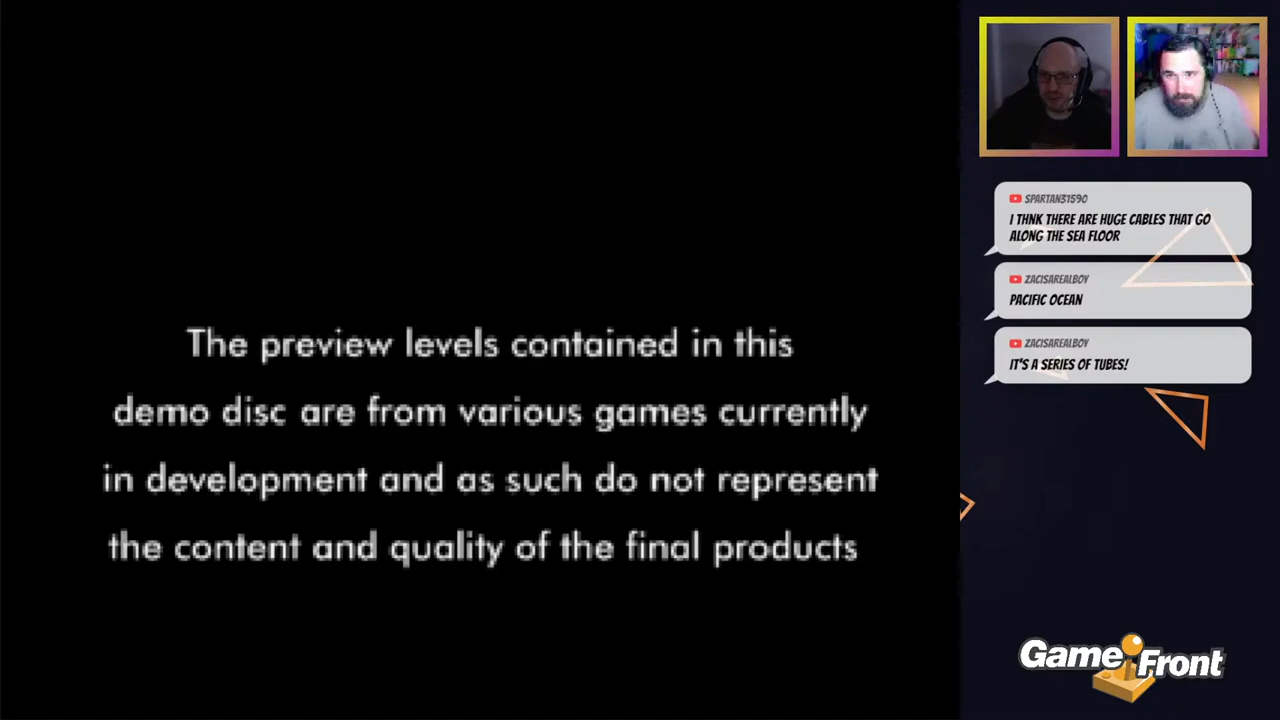 The preview levels contained in this
demo disc are from various games currently
in development and as such do not represent
the content and quality of the final products
SPARTAN31590
I THNK THERE ARE HUGE CABLES THAT GO
ALONG THE SEA FLOOR
ZACISAREALBOY
PACIFIC OCEAN
ZACISAREALBOY
IT'S A SERIES OF TUBES!
GameFront